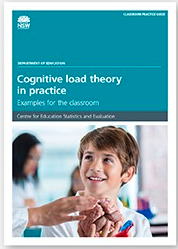 CLASSROOM PRACTICE GUIDE
NSW
DEPARTMENT OF EDUCATION
Cognitive load theory
in practice
Examples for the classroom
Centre for Education Statistics and Evaluation